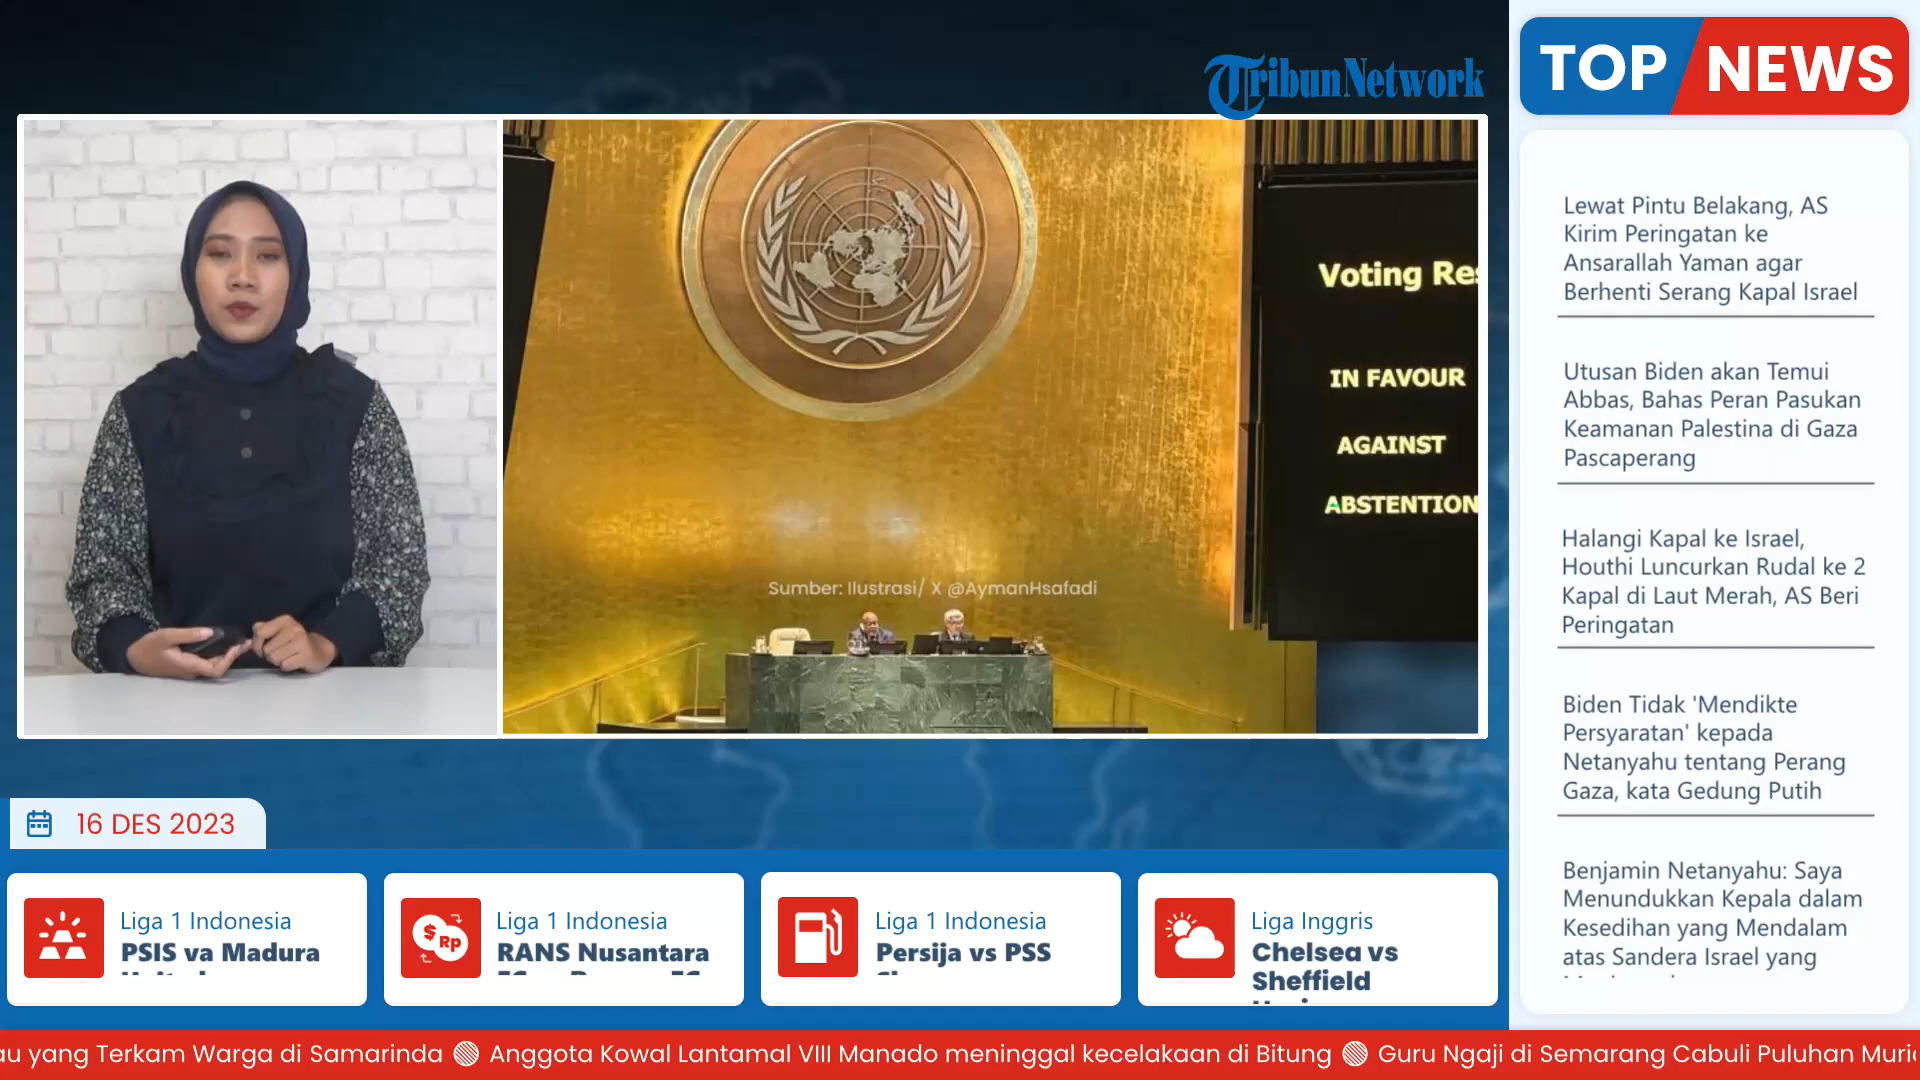 TribunNetwork
TOP NEWS
Voting Res
IN FAVOUR
AGAINST
ABSTENTION
Sumber: Ilustrasi/ X @AymanHsafadi
Lewat Pintu Belakang, AS
Kirim Peringatan ke
Ansarallah Yaman agar
Berhenti Serang Kapal Israel
Utusan Biden akan Temui
Abbas, Bahas Peran Pasukan
Keamanan Palestina di Gaza
Pascaperang
Halangi Kapal ke Israel,
Houthi Luncurkan Rudal ke 2
Kapal di Laut Merah, AS Beri
Peringatan
Biden Tidak 'Mendikte
Persyaratan' kepada
Netanyahu tentang Perang
Gaza, kata Gedung Putih
Benjamin Netanyahu: Saya
Menundukkan Kepala dalam
Kesedihan yang Mendalam
atas Sandera Israel yang
16 DES 2023
Liga 1 Indonesia
PSIS va Madura
Liga 1 Indonesia
RANS Nusantara
Liga 1 Indonesia
Persija vs PSS
Liga Inggris
Chelsea vs
Sheffield
$ Rp
au yang Terkam Warga di Samarinda Anggota Kowal Lantamal VIII Manado meninggal kecelakaan di Bitung Guru Ngaji di Semarang Cabuli Puluhan Muri